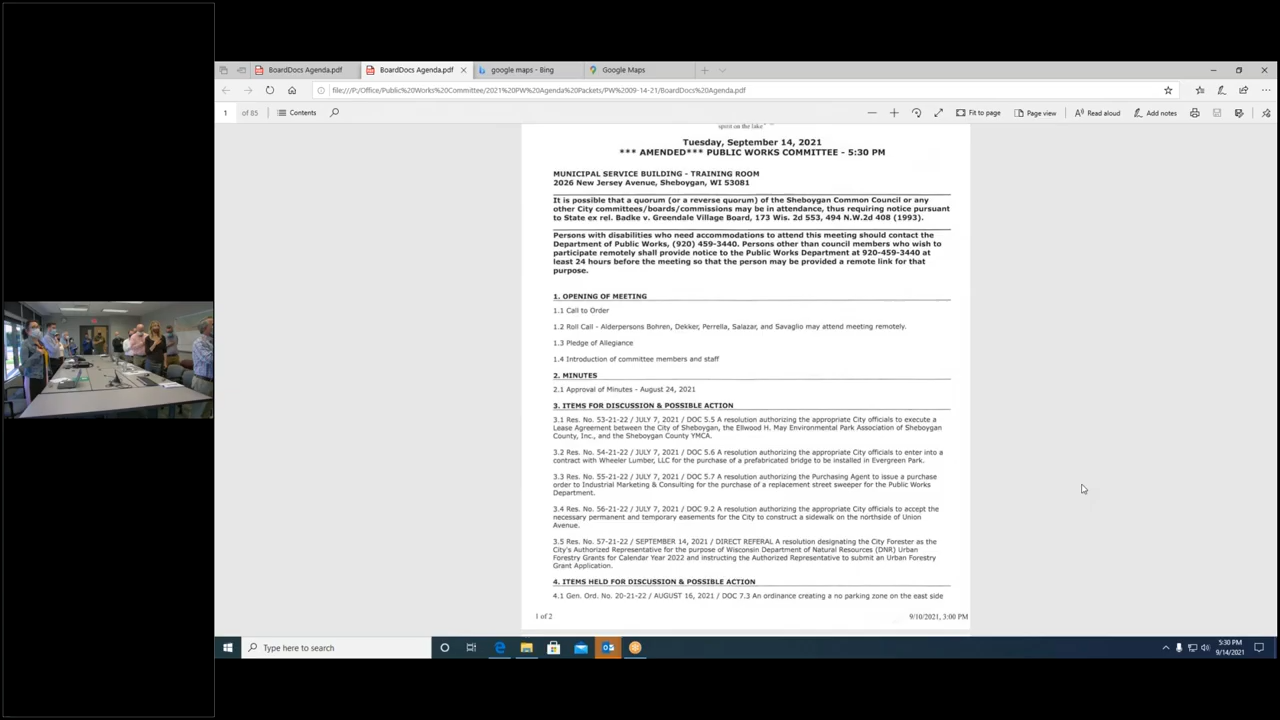 BoardDocs Agenda.pdf
BoardDocs Agenda.pdf
google maps - Bing
Google Maps
file:///P:/Office/Public%20Works%20Committee/2021%20PW%20Agenda%20Packets/PW%2009-14-21/BoardDocs%20Agenda.pdf
1 of 85
Contents
Fit to page
Page view
Read aloud
Add notes
spirit on the lake
Tuesday, September 14, 2021
*** AMENDED*** PUBLIC WORKS COMMITTEE - 5:30 PM
MUNICIPAL SERVICE BUILDING - TRAINING ROOM
2026 New Jersey Avenue, Sheboygan, WI 53081
It is possible that a quorum (or a reverse quorum) of the Sheboygan Common Council or any
other City committees/boards/commissions may be in attendance, thus requiring notice pursuant
to State ex rel. Badke v. Greendale Village Board, 173 Wis. 2d 553, 494 N.W.2d 408 (1993).
Persons with disabilities who need accommodations to attend this meeting should contact the
Department of Public Works, (920) 459-3440. Persons other than council members who wish to
participate remotely shall provide notice to the Public Works Department at 920-459-3440 at
least 24 hours before the meeting so that the person may be provided a remote link for that
purpose.
1. OPENING OF MEETING
1.1 Call to Order
1.2 Roll Call - Alderpersons Bohren, Dekker, Perrella, Salazar, and Savaglio may attend meeting remotely.
1.3 Pledge of Allegiance
1.4 Introduction of committee members and staff
2. MINUTES
2.1 Approval of Minutes - August 24, 2021
3. ITEMS FOR DISCUSSION & POSSIBLE ACTION
3.1 Res. No. 53-21-22 / JULY 7, 2021 / DOC 5.5 A resolution authorizing the appropriate City officials to execute a
Lease Agreement between the City of Sheboygan, the Ellwood H. May Environmental Park Association of Sheboygan
County, Inc., and the Sheboygan County YMCA.
3.2 Res. No. 54-21-22 / JULY 7, 2021 / DOC 5.6 A resolution authorizing the appropriate City officials to enter into a
contract with Wheeler Lumber, LLC for the purchase of a prefabricated bridge to be installed in Evergreen Park.
3.3 Res. No. 55-21-22 / JULY 7, 2021 / DOC 5.7 A resolution authorizing the Purchasing Agent to issue a purchase
order to Industrial Marketing & Consulting for the purchase of a replacement street sweeper for the Public Works
Department.
3.4 Res. No. 56-21-22 / JULY 7, 2021 / DOC 9.2 A resolution authorizing the appropriate City officials to accept the
necessary permanent and temporary easements for the City to construct a sidewalk on the northside of Union
Avenue.
3.5 Res. No. 57-21-22 / SEPTEMBER 14, 2021 / DIRECT REFERAL A resolution designating the City Forester as the
City's Authorized Representative for the purpose of Wisconsin Department of Natural Resources (DNR) Urban
Forestry Grants for Calendar Year 2022 and instructing the Authorized Representative to submit an Urban Forestry
Grant Application.
4. ITEMS HELD FOR DISCUSSION & POSSIBLE ACTION
4.1 Gen. Ord. No. 20-21-22 / AUGUST 16, 2021 / DOC 7.3 An ordinance creating a no parking zone on the east side
1 of 2
9/10/2021, 3:00 PM
Type here to search
5:30 PM
9/14/2021